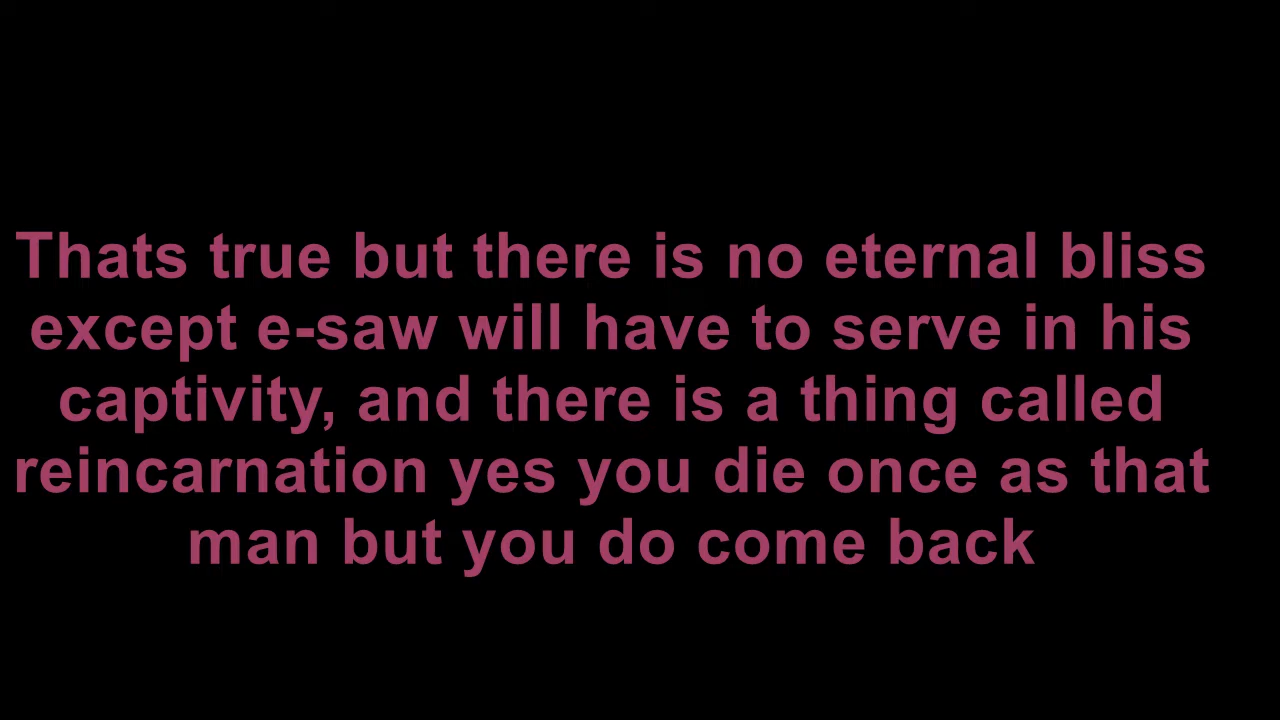 Thats true but there is no eternal bliss
except e-saw will have to serve in his
captivity, and there is a thing called
reincarnation yes you die once as that
man but you do come back